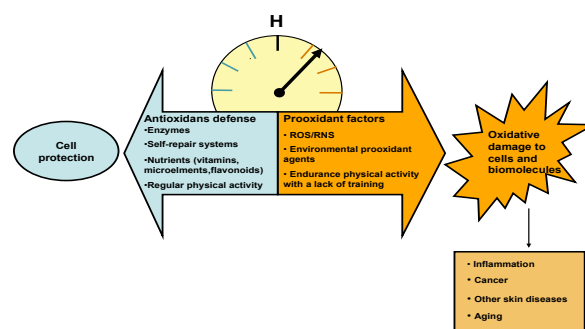 H
Antioxidans defense
•Enzymes
•Self-repair systems
•Nutrients (vitamins,
microelments,flavonoids)
•Regular physical activity
Prooxidant factors
• ROS/RNS
• Environmental prooxidant
agents
• Endurance physical activity
with a lack of training
Cell
protection
Oxidative
damage to
cells and
biomolecules
• Inflammation
• Cancer
• Other skin diseases
• Aging